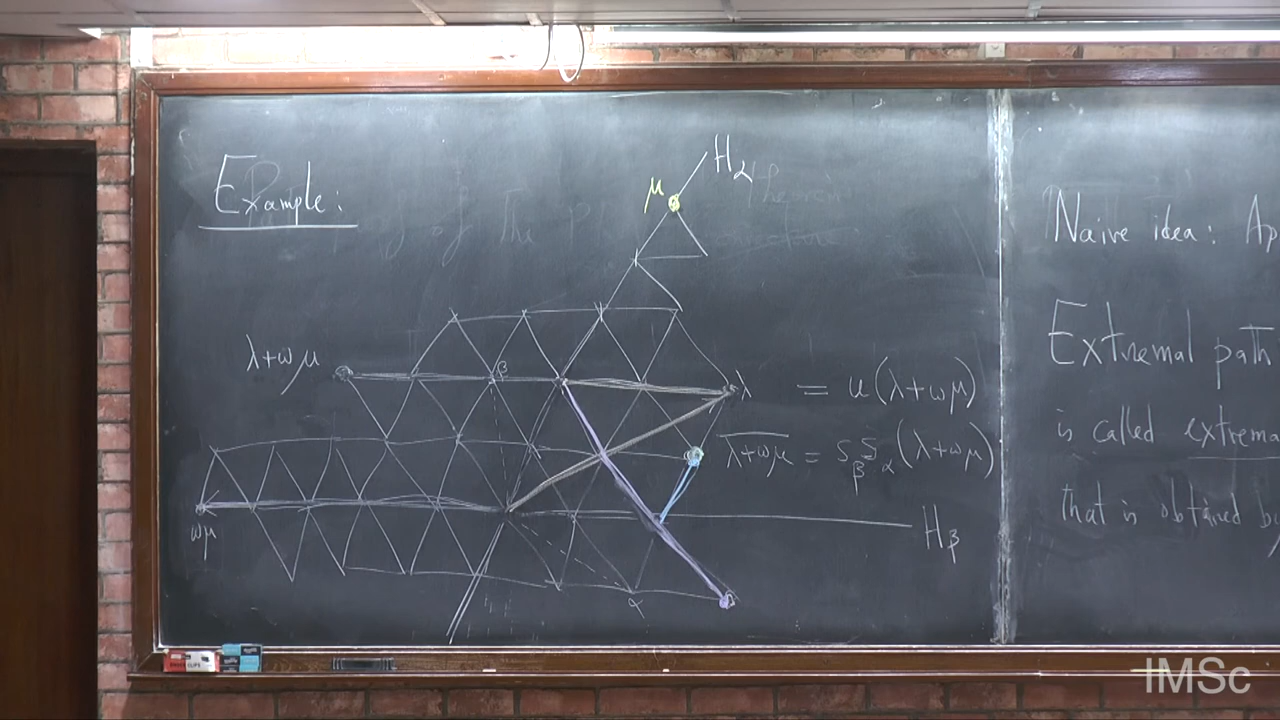 Example:
H_α
μ
λ+ωμ
β
λ
= u(λ+ωμ)
\overline{λ+ωμ} = s_β s_α (λ+ωμ)
ωμ
H_β
α
Naive idea: Ap
Extremal path
is called extrema
that is obtained b
IMSc